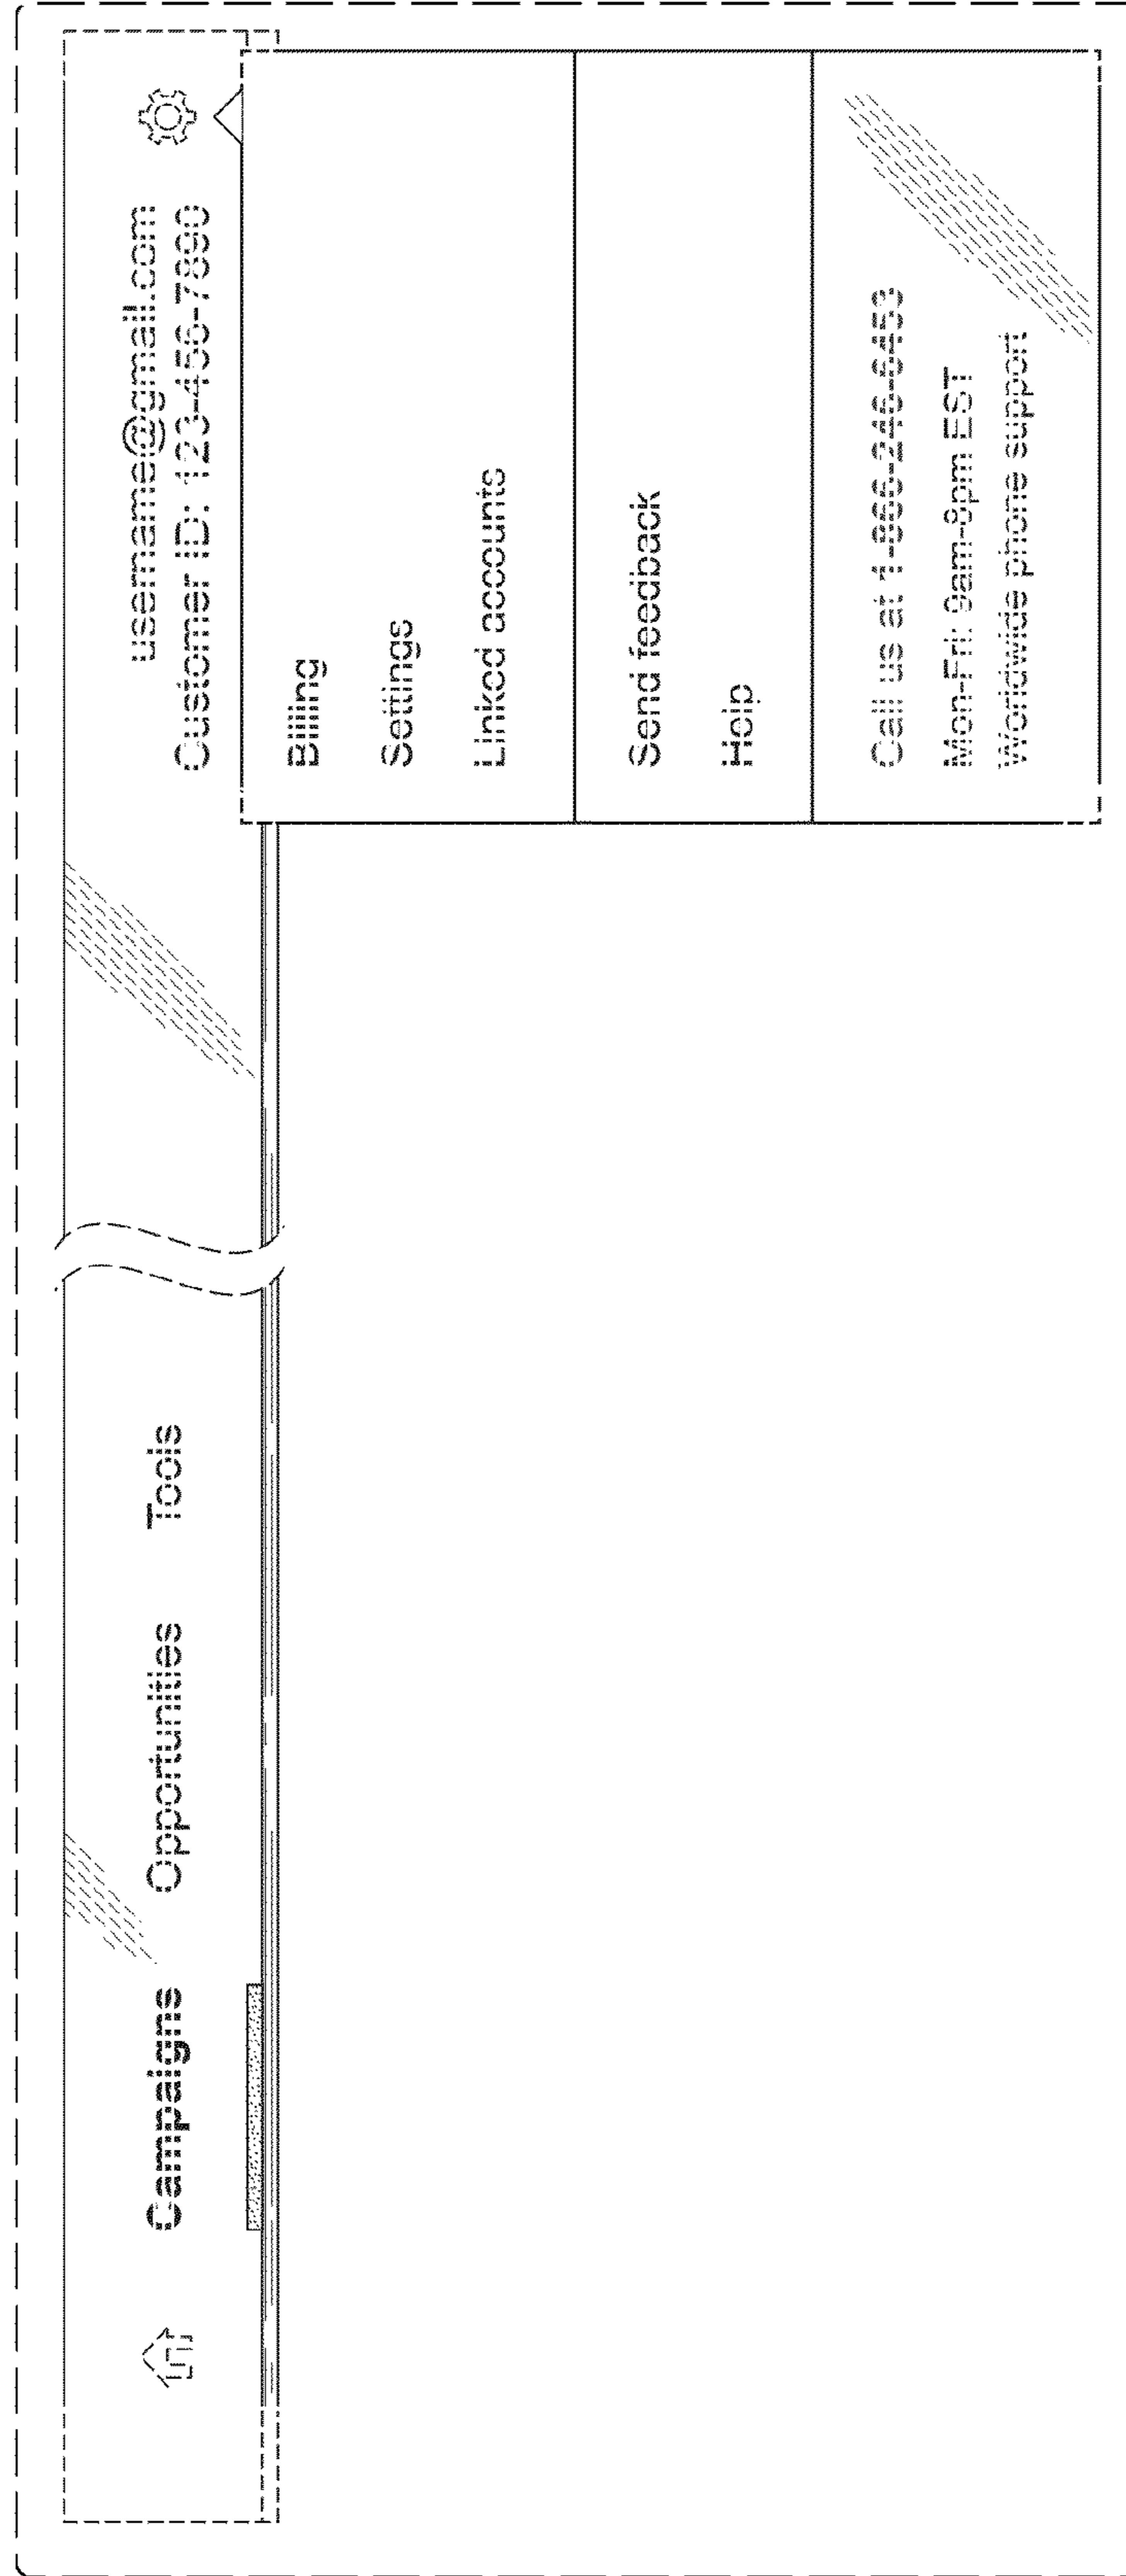 Campaigns
Opportunities
Tools
username@gmail.com
Customer ID: 123-456-7890
Billing
Settings
Linked accounts
Send feedback
Help
Call us at 1-866-246-6453
Mon-Fri: 9am-9pm EST
Worldwide phone support